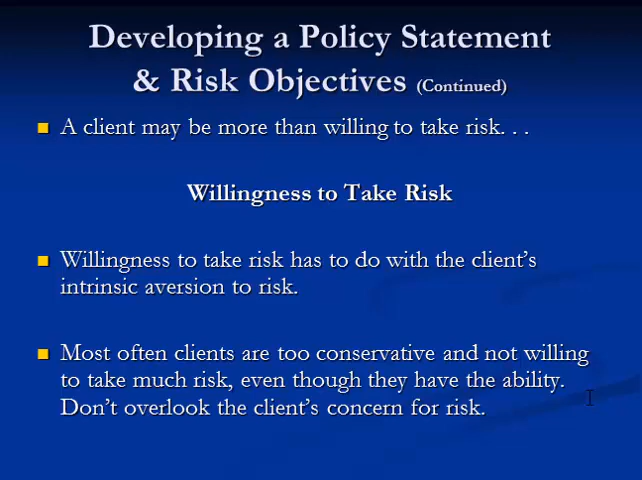 Developing a Policy Statement
& Risk Objectives (Continued)
A client may be more than willing to take risk. . .
Willingness to Take Risk
Willingness to take risk has to do with the client’s
intrinsic aversion to risk.
Most often clients are too conservative and not willing
to take much risk, even though they have the ability.
Don’t overlook the client’s concern for risk.